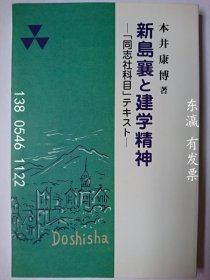 本井康博 著
新島襄と建学精神
—「同志社科目」テキスト—
138 0546 1122
东瀛 有发票
Doshisha